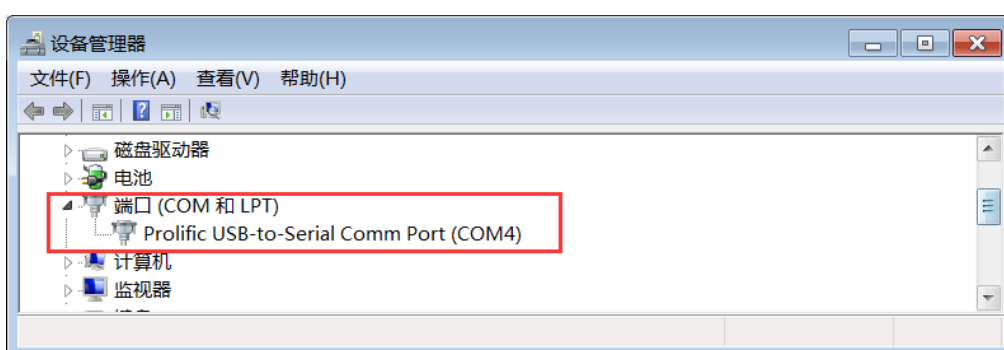 设备管理器
文件(F) 操作(A) 查看(V) 帮助(H)
磁盘驱动器
电池
端口 (COM 和 LPT)
Prolific USB-to-Serial Comm Port (COM4)
计算机
监视器